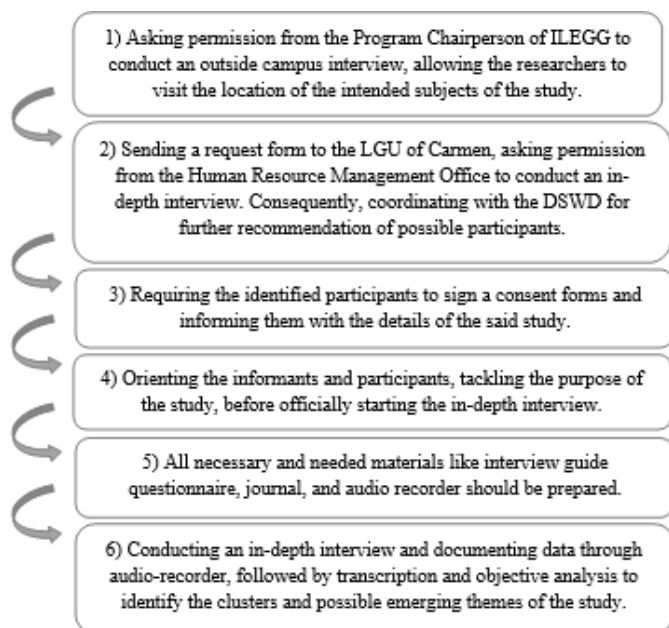 1) Asking permission from the Program Chairperson of ILEGG to
conduct an outside campus interview, allowing the researchers to
visit the location of the intended subjects of the study.
2) Sending a request form to the LGU of Carmen, asking permission
from the Human Resource Management Office to conduct an in-
depth interview. Consequently, coordinating with the DSWD for
further recommendation of possible participants.
3) Requiring the identified participants to sign a consent forms and
informing them with the details of the said study.
4) Orienting the informants and participants, tackling the purpose of
the study, before officially starting the in-depth interview.
5) All necessary and needed materials like interview guide
questionnaire, journal, and audio recorder should be prepared.
6) Conducting an in-depth interview and documenting data through
audio-recorder, followed by transcription and objective analysis to
identify the clusters and possible emerging themes of the study.